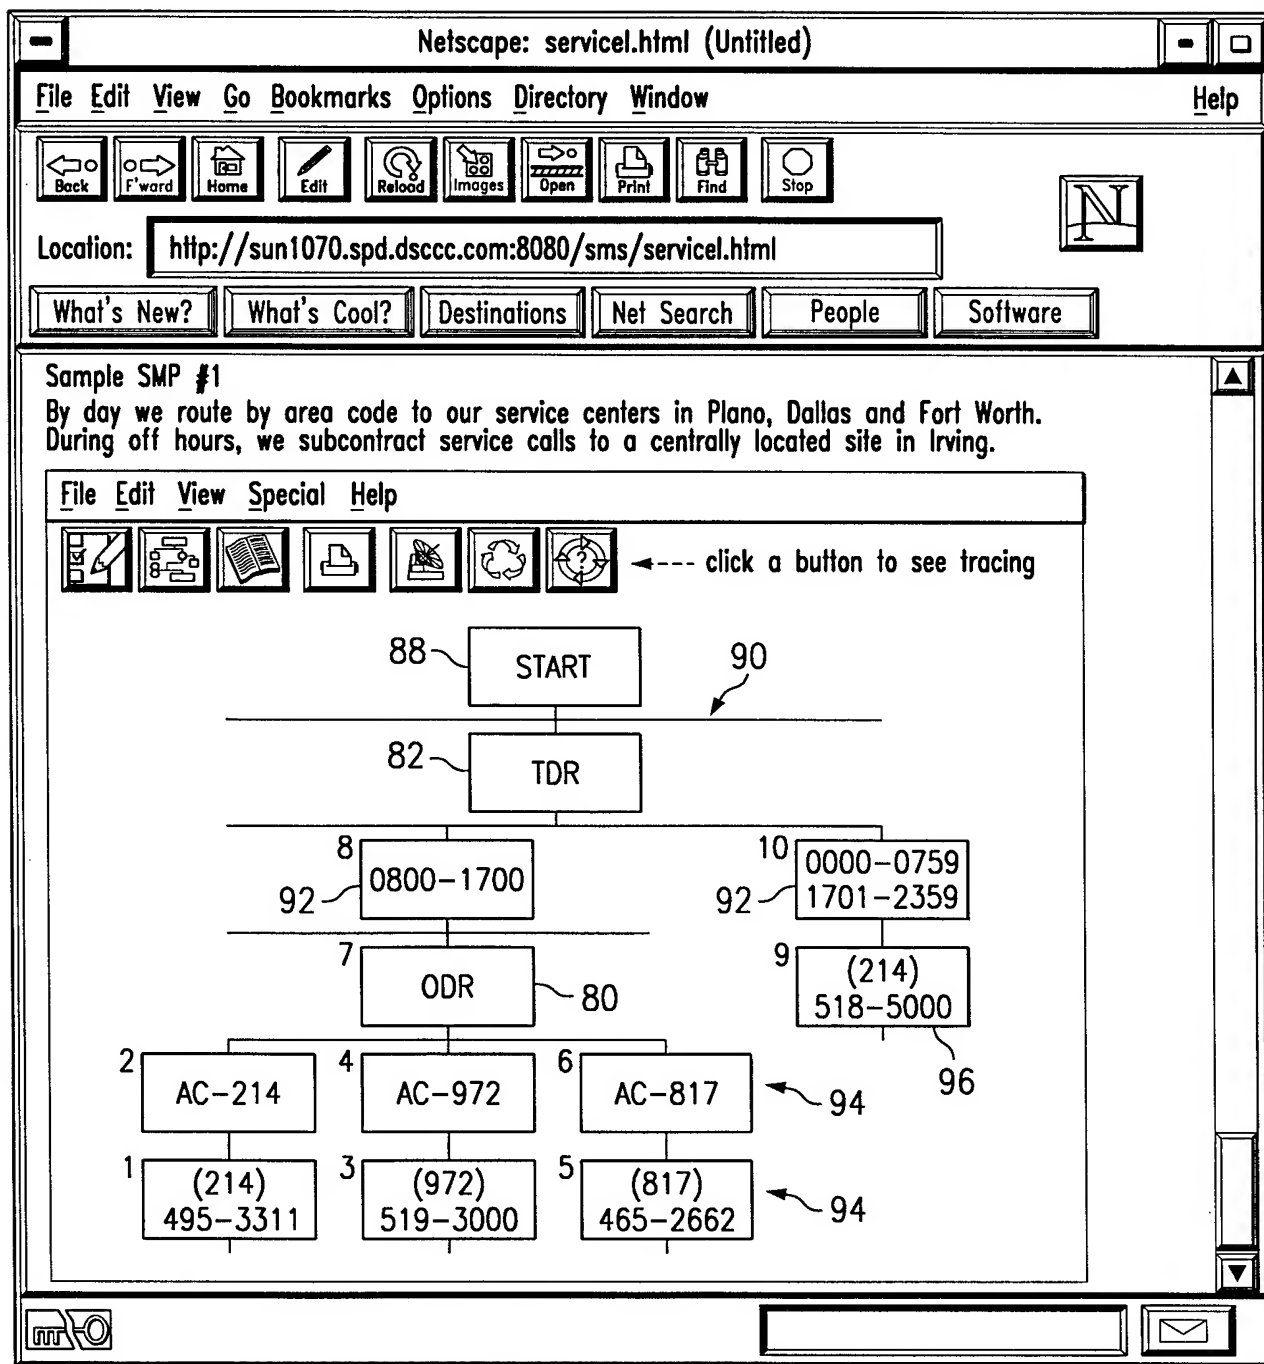 Netscape: servicel.html (Untitled)
File Edit View Go Bookmarks Options Directory Window Help
Back F'ward Home Edit Reload Images Open Print Find Stop
N
Location: http://sun1070.spd.dsccc.com:8080/sms/servicel.html
What's New? What's Cool? Destinations Net Search People Software
Sample SMP #1
By day we route by area code to our service centers in Plano, Dallas and Fort Worth.
During off hours, we subcontract service calls to a centrally located site in Irving.
File Edit View Special Help
? click a button to see tracing
88 START 90
82 TDR
8 0800-1700 92
10 0000-0759
1701-2359 92
7 ODR 80
9 (214)
518-5000 96
2 AC-214 4 AC-972 6 AC-817 94
1 (214) 3 (972) 5 (817)
495-3311 519-3000 465-2662 94